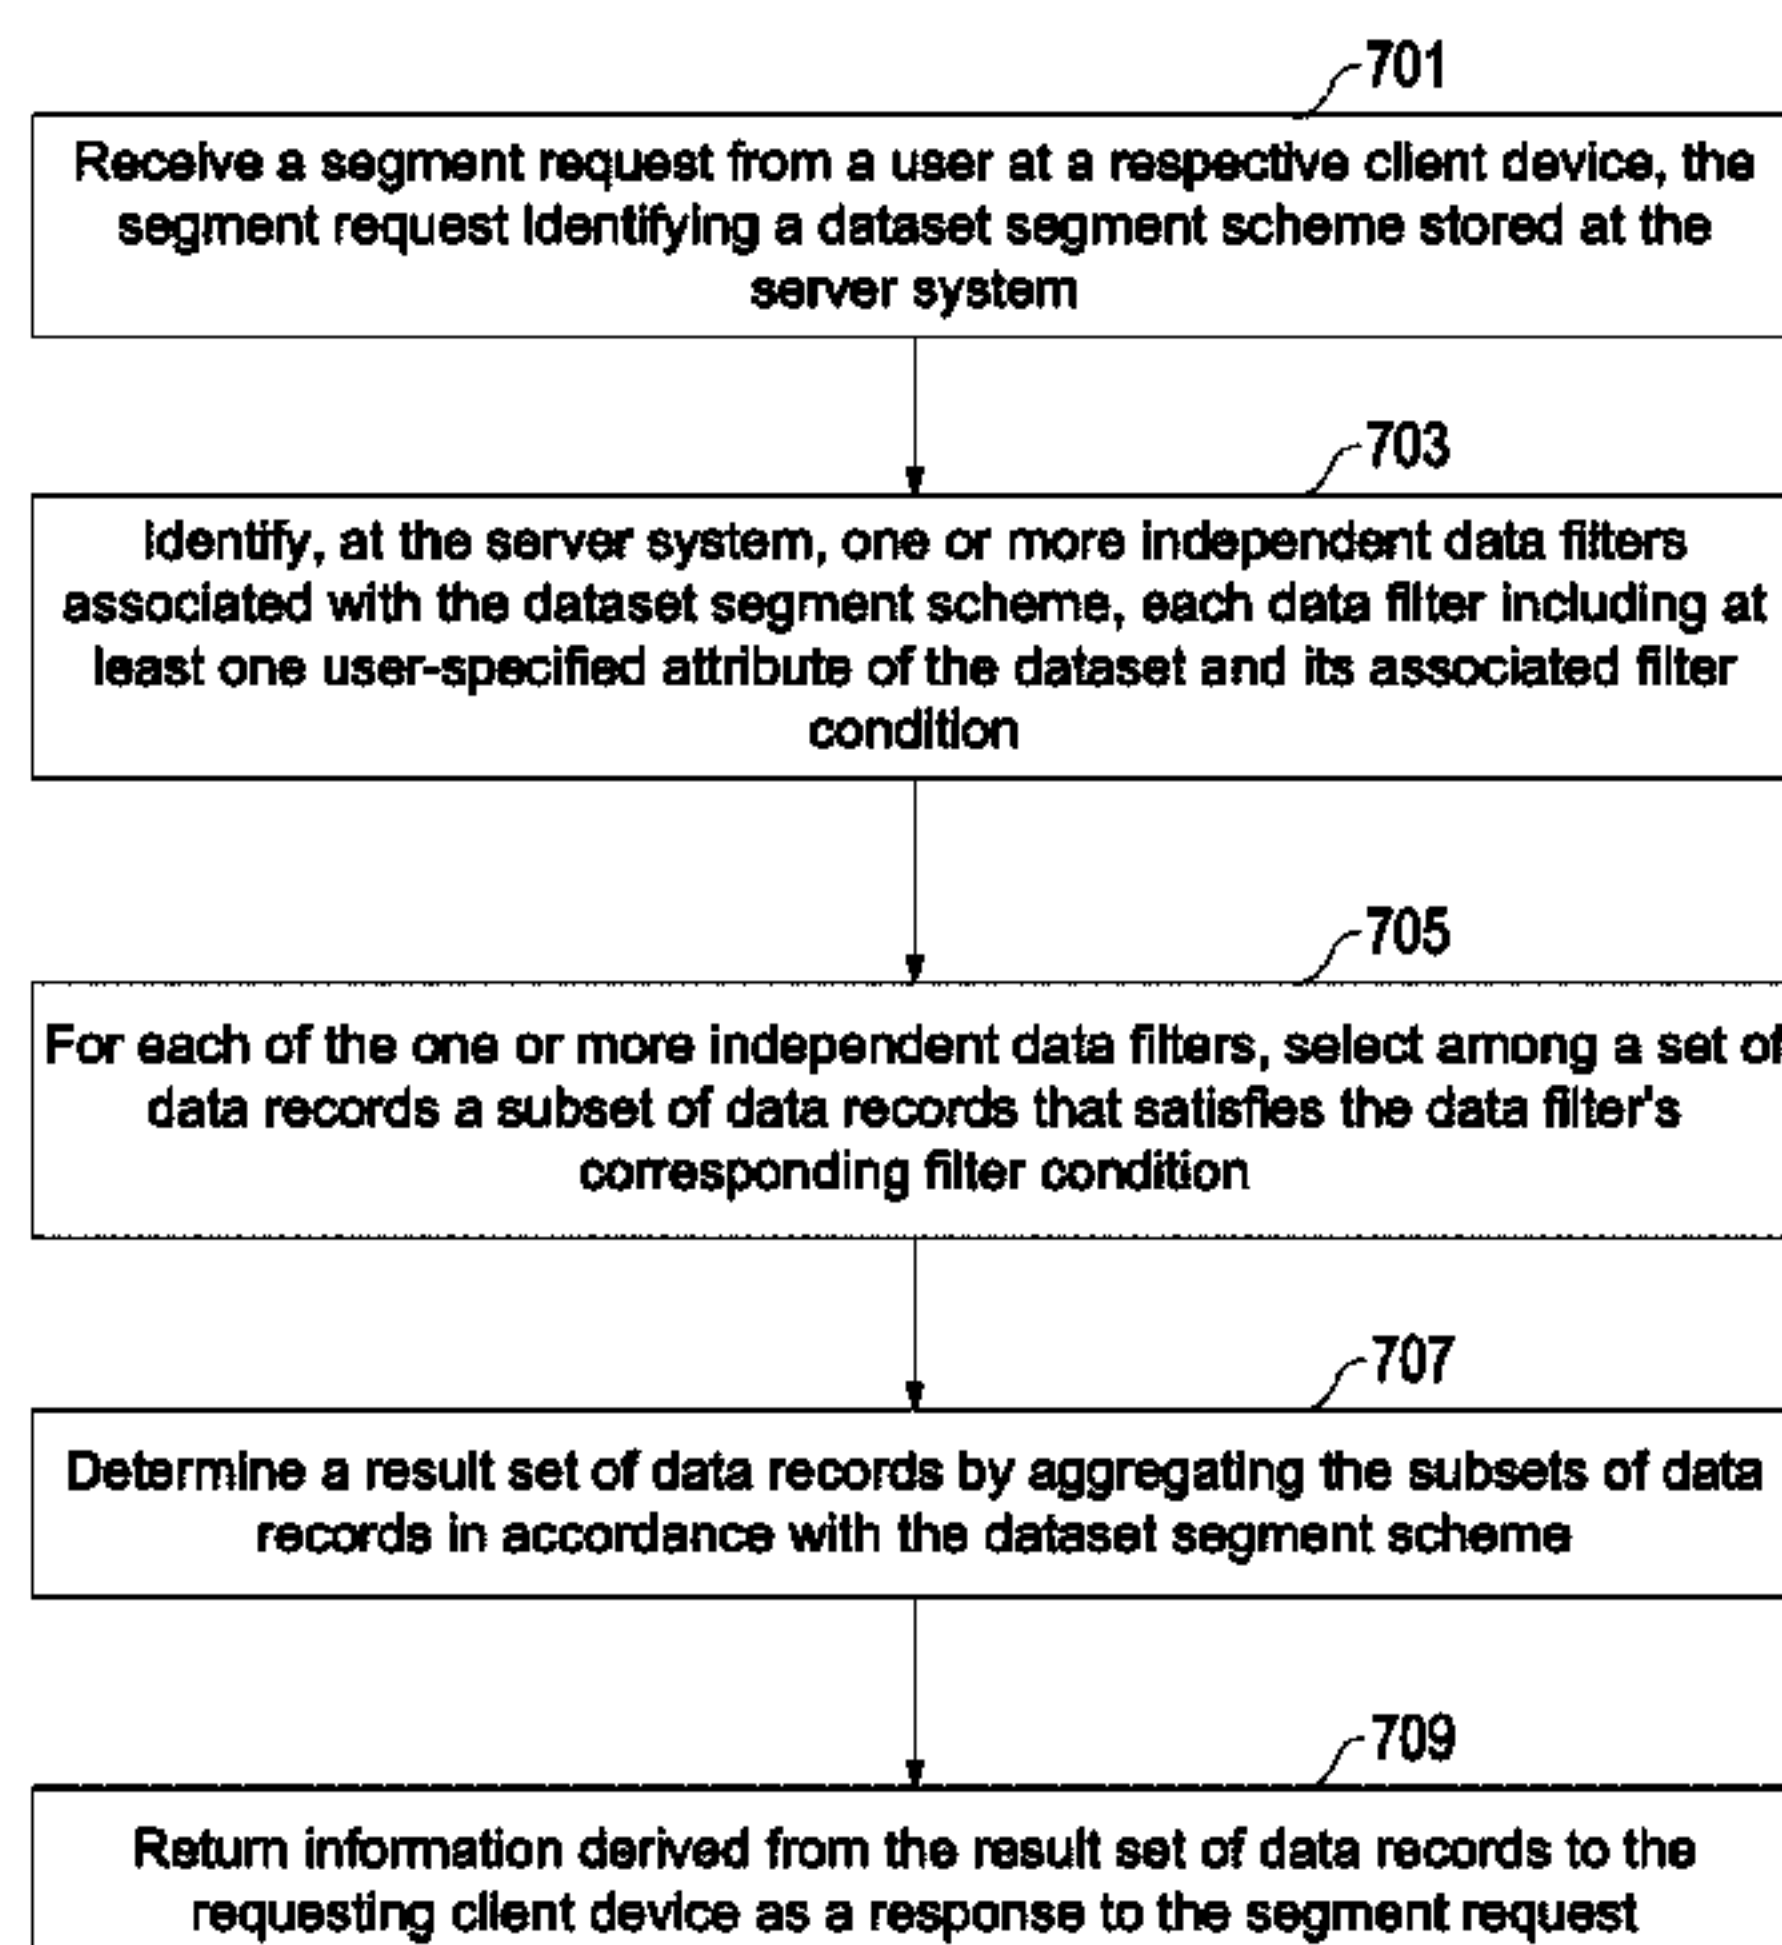 701
Receive a segment request from a user at a respective client device, the
segment request identifying a dataset segment scheme stored at the
server system
703
Identify, at the server system, one or more independent data filters
associated with the dataset segment scheme, each data filter including at
least one user-specified attribute of the dataset and its associated filter
condition
705
For each of the one or more independent data filters, select among a set of
data records a subset of data records that satisfies the data filter's
corresponding filter condition
707
Determine a result set of data records by aggregating the subsets of data
records in accordance with the dataset segment scheme
709
Return information derived from the result set of data records to the
requesting client device as a response to the segment request